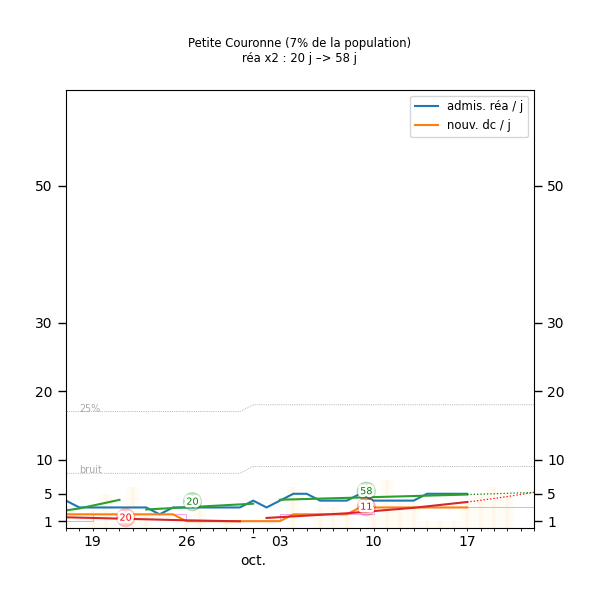 Petite Couronne (7% de la population)
réa x2 : 20 j –> 58 j
admis. réa / j
nouv. dc / j
50 50
30 30
20 20
25%
10 10
bruit
5 5
1 1
20
20
58
11
19 26 - 03 10 17
oct.